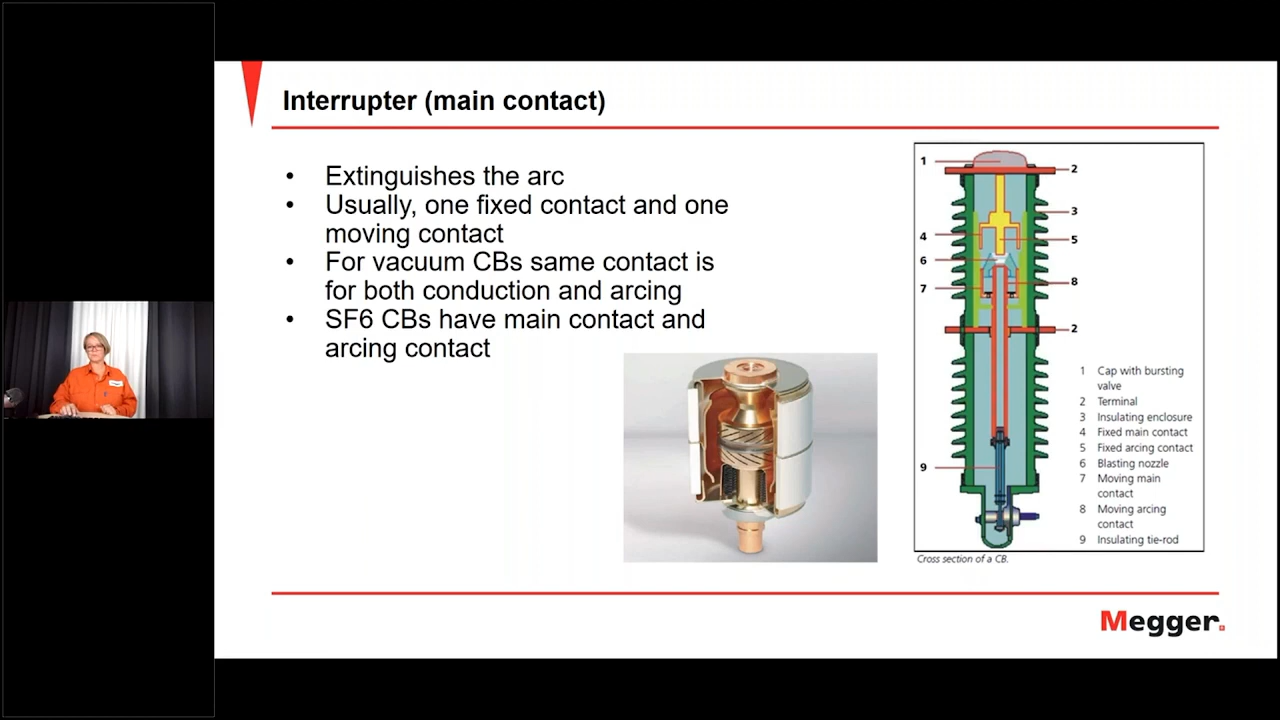 Interrupter (main contact)
• Extinguishes the arc
• Usually, one fixed contact and one
moving contact
• For vacuum CBs same contact is
for both conduction and arcing
• SF6 CBs have main contact and
arcing contact
1
2
3
4
5
6
7
8
2
9
1 Cap with bursting
valve
2 Terminal
3 Insulating enclosure
4 Fixed main contact
5 Fixed arcing contact
6 Blasting nozzle
7 Moving main
contact
8 Moving arcing
contact
9 Insulating tie-rod
Cross section of a CB.
Megger.